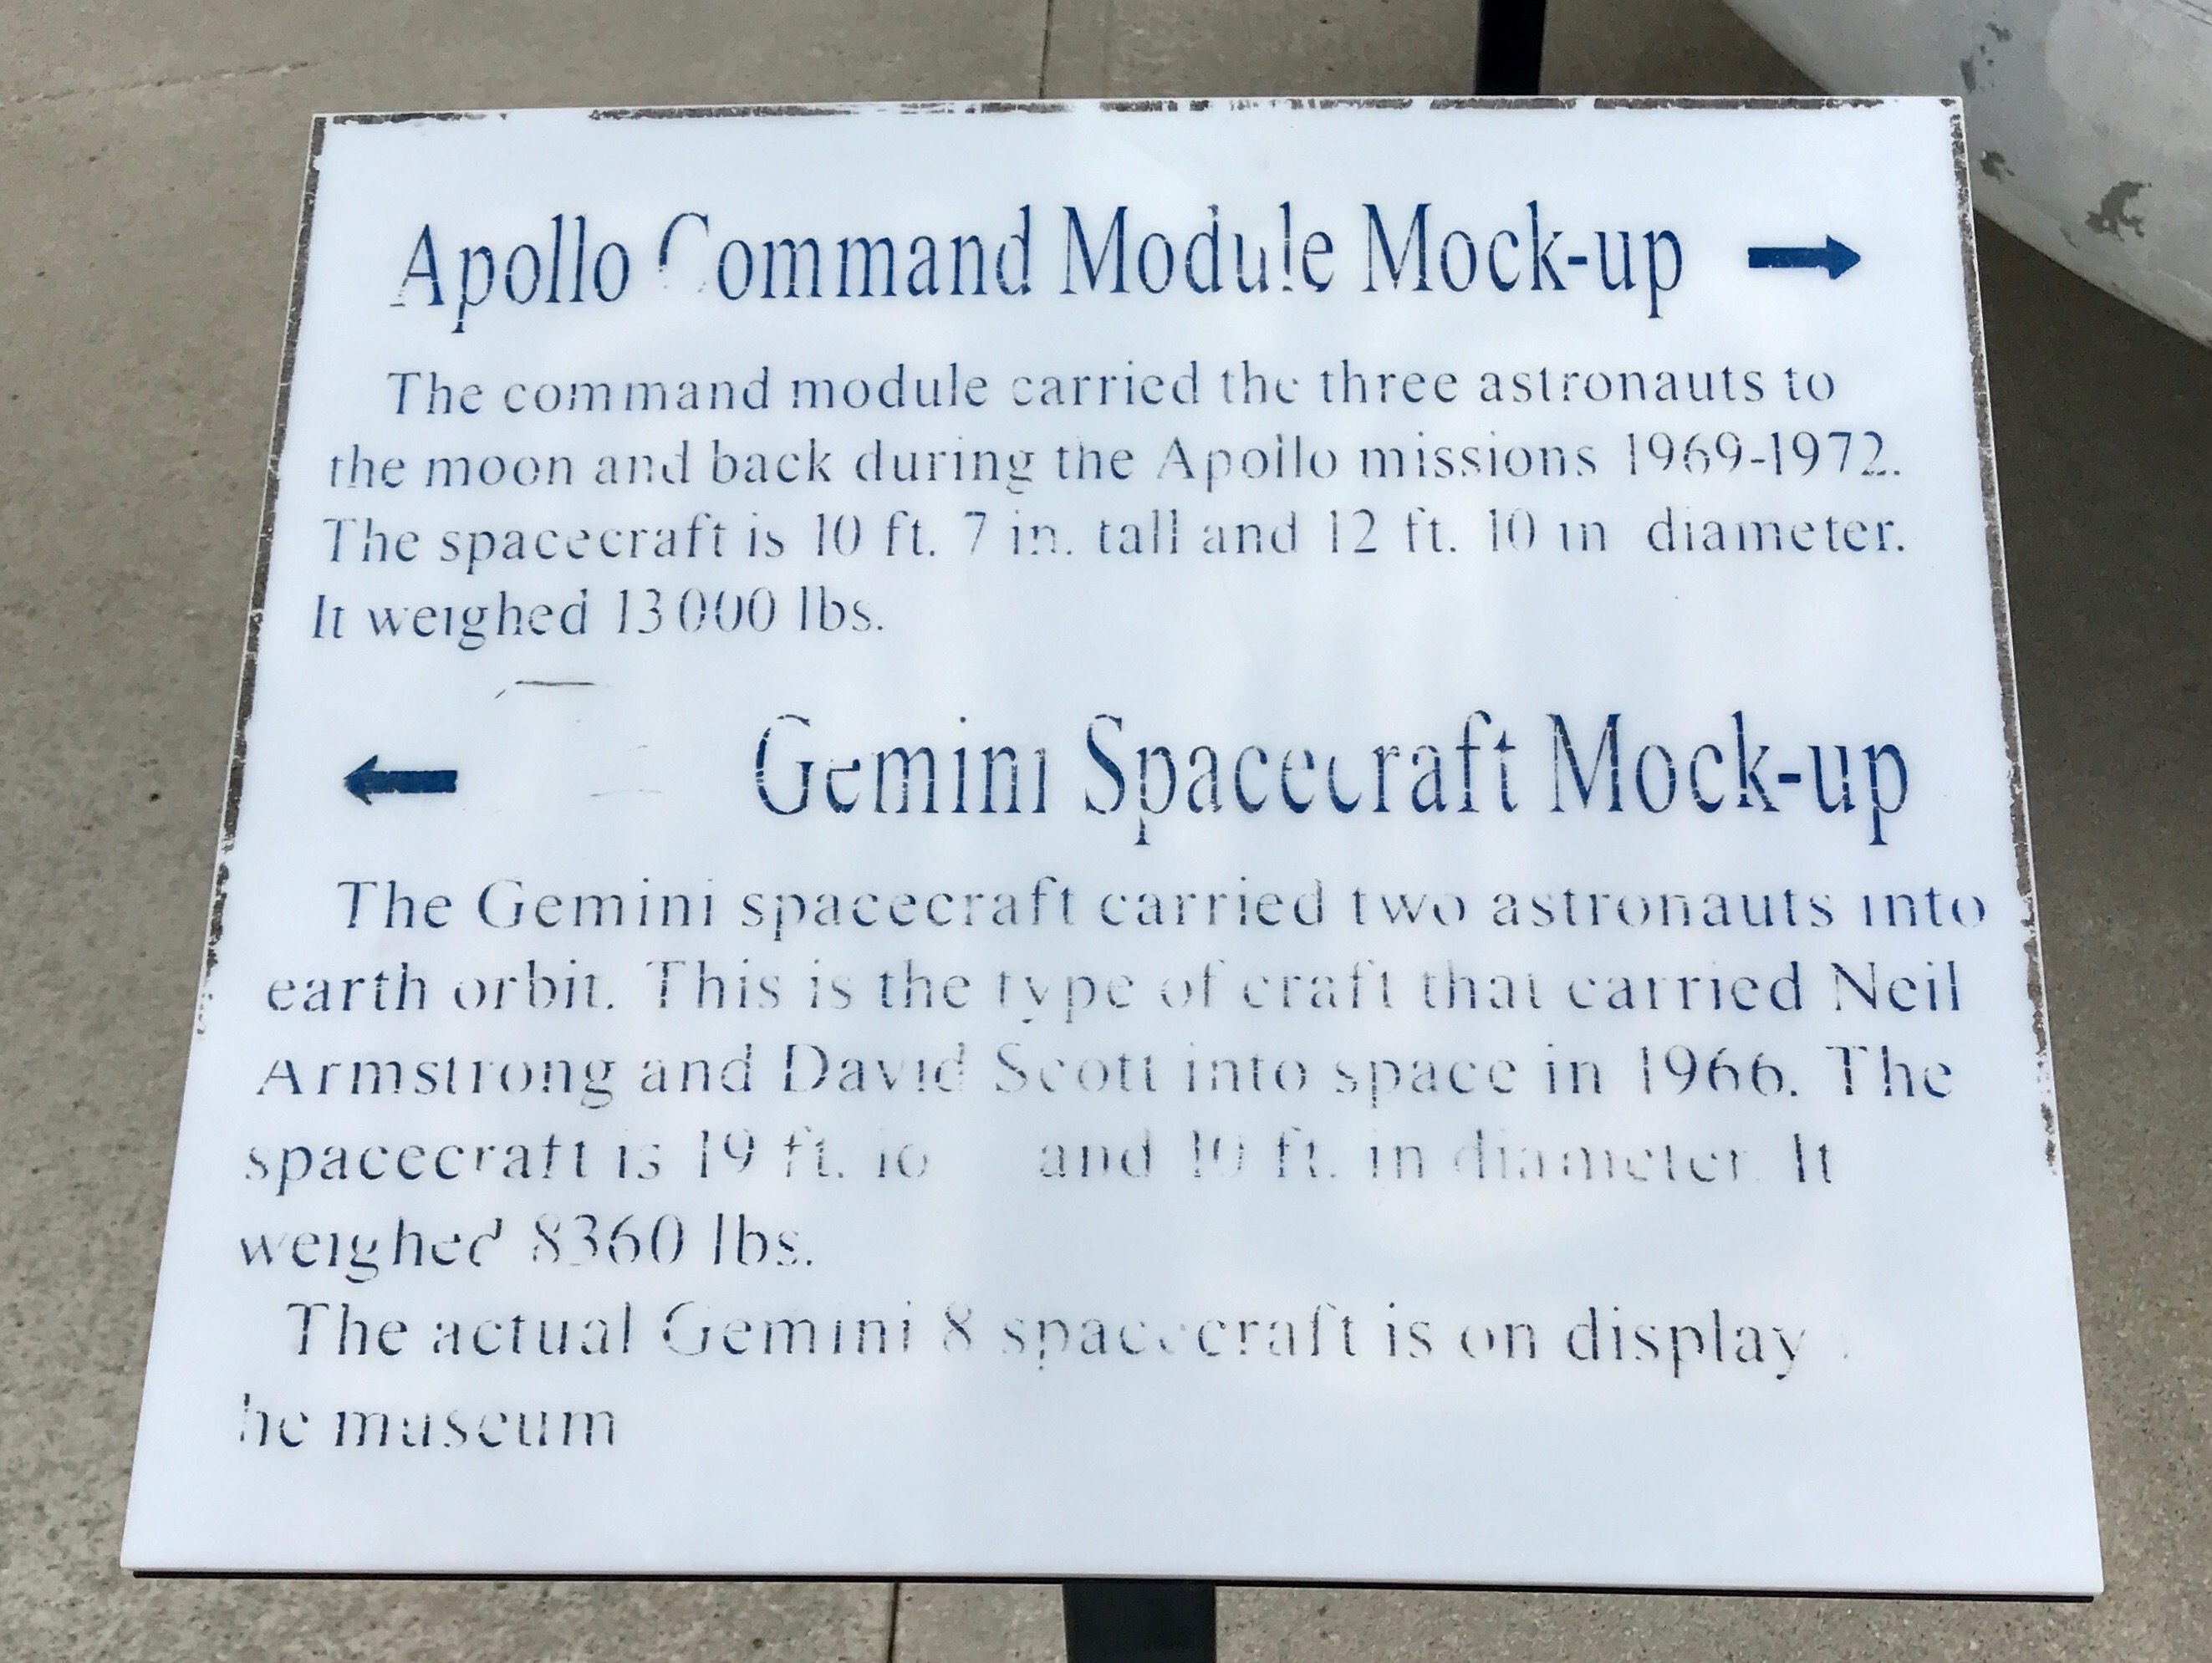 Apollo Command Module Mock-up →
The command module carried the three astronauts to
the moon and back during the Apollo missions 1969-1972.
The spacecraft is 10 ft. 7 in. tall and 12 ft. 10 in diameter.
It weighed 13000 lbs.
← Gemini Spacecraft Mock-up
The Gemini spacecraft carried two astronauts into
earth orbit. This is the type of craft that carried Neil
Armstrong and David Scott into space in 1966. The
spacecraft is 19 ft. and 10 ft. in diameter. It
weighed 8360 lbs.
The actual Gemini 8 spacecraft is on display
he museum